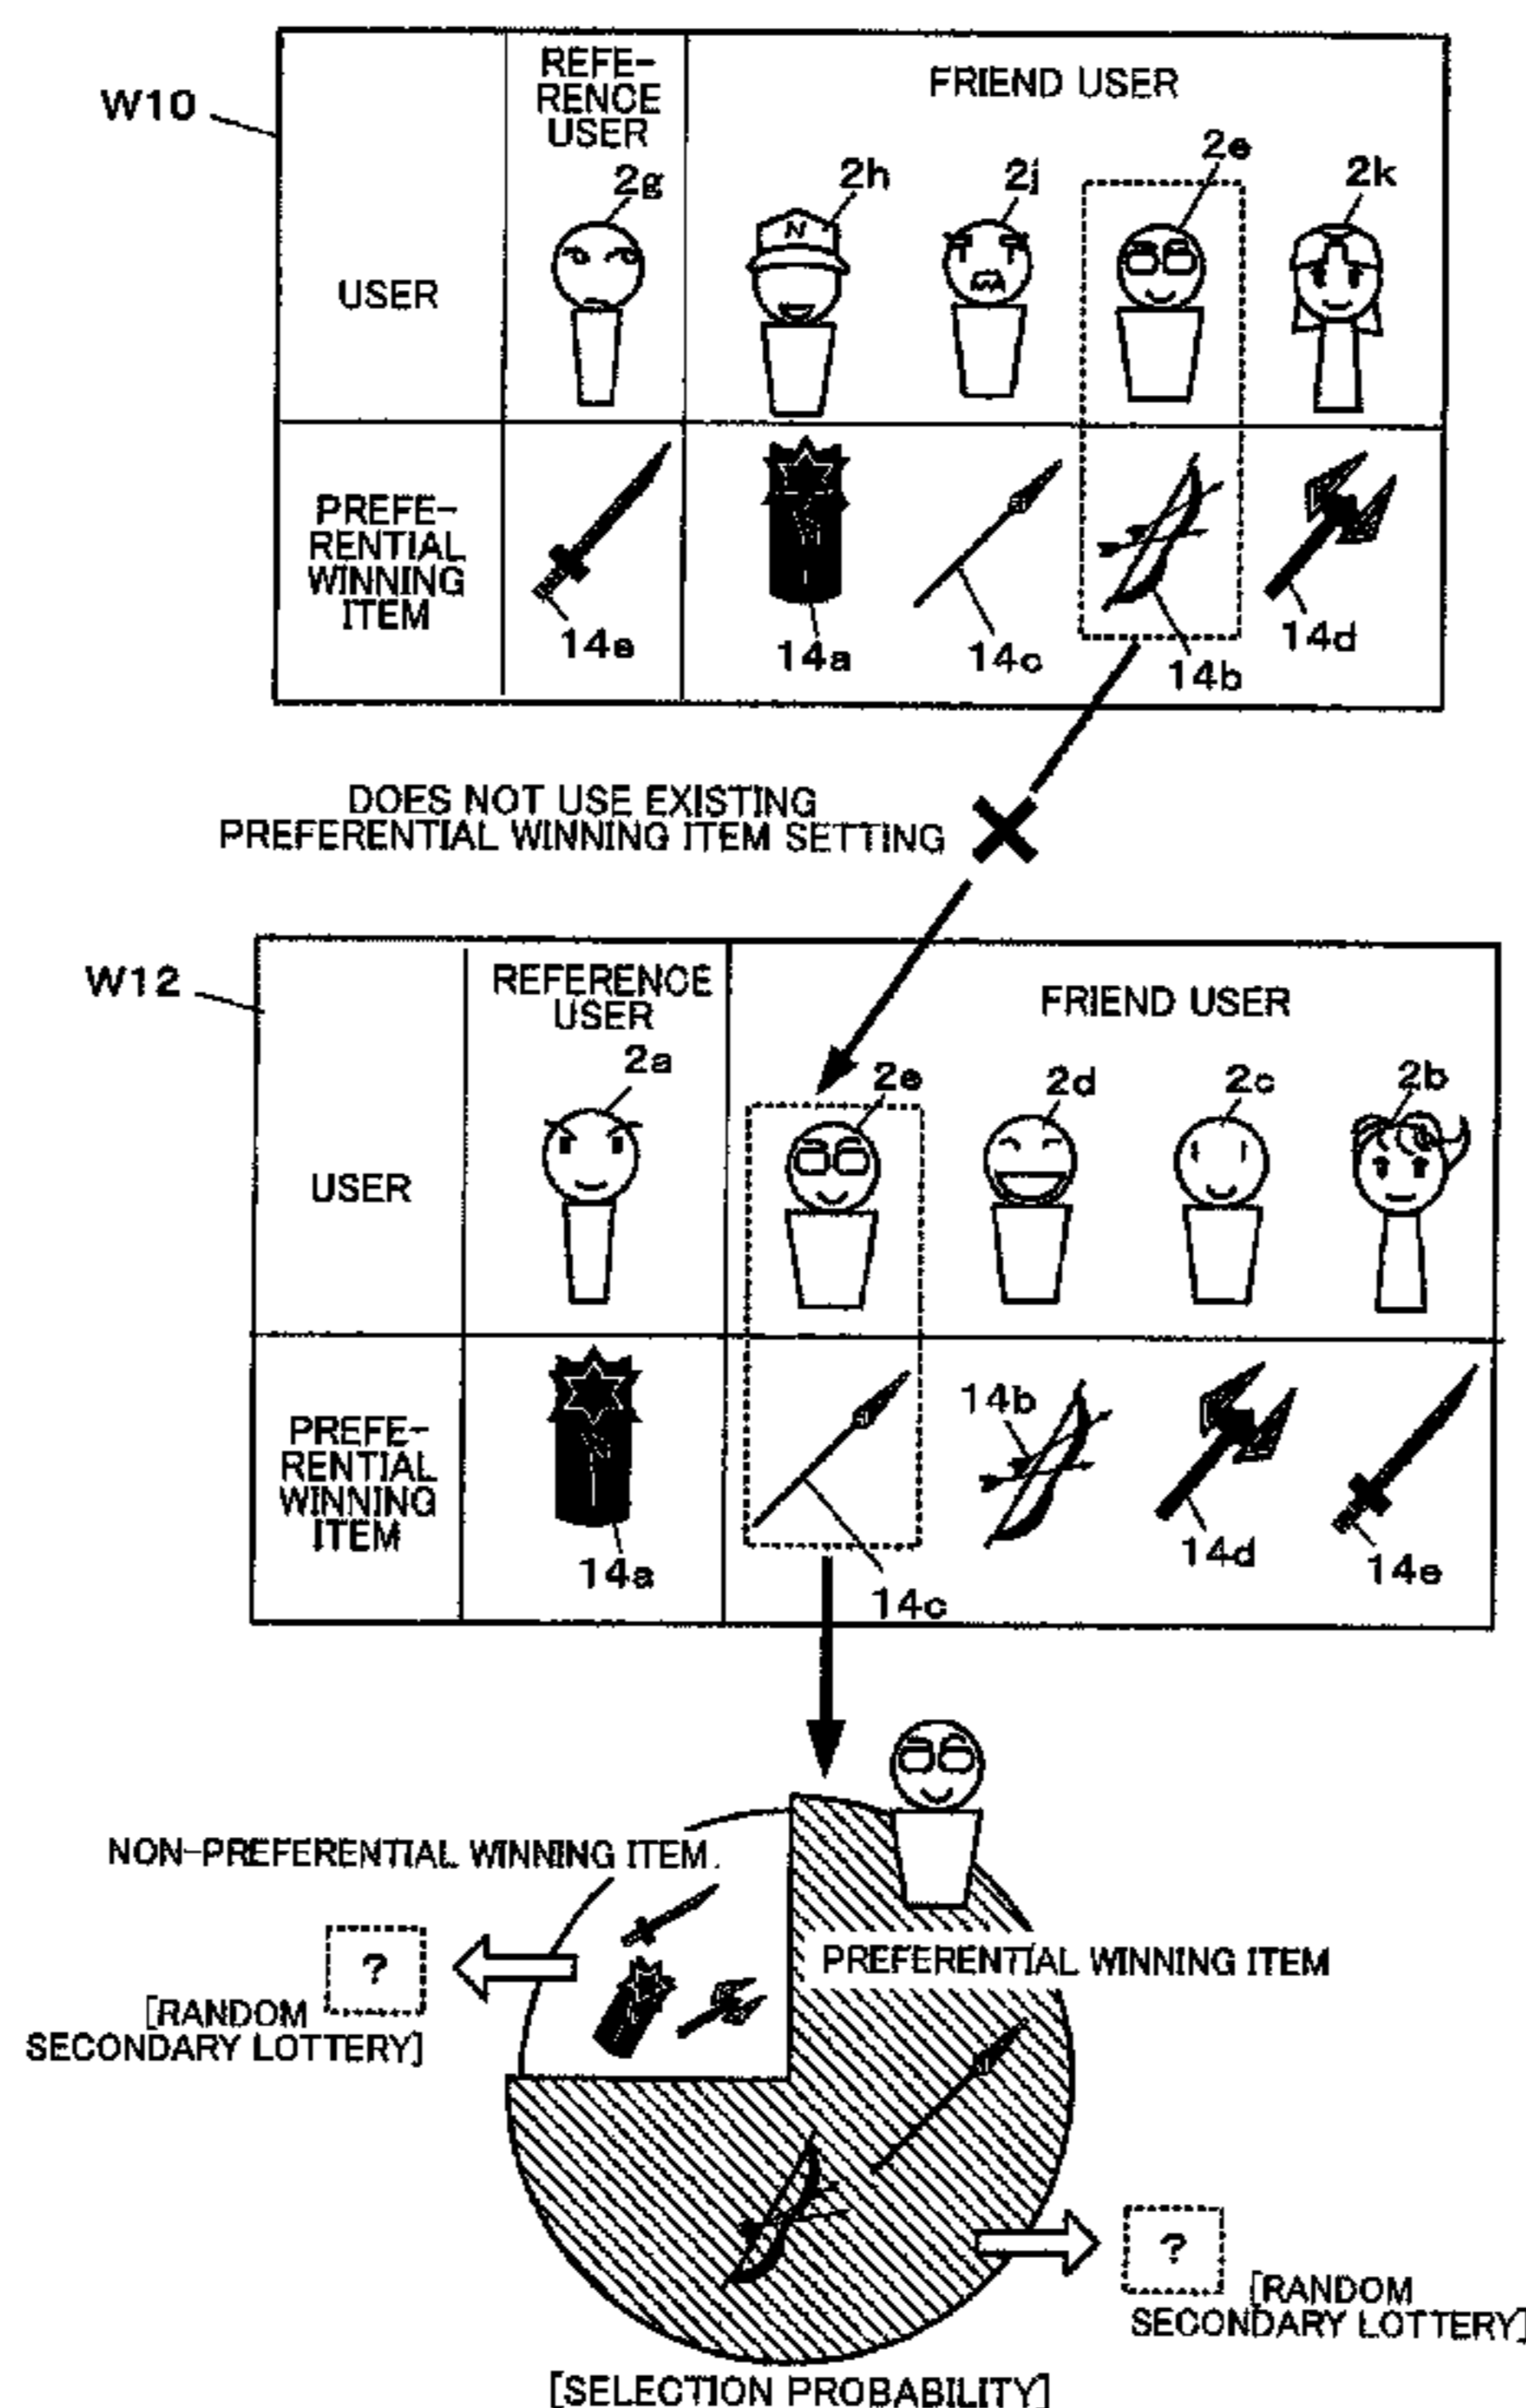 W10
REFE-
RENCE
USER
FRIEND USER
2g
2h
2j
2e
2k
USER
N
PREFE-
RENTIAL
WINNING
ITEM
14e
14a
14c
14b
14d
DOES NOT USE EXISTING
PREFERENTIAL WINNING ITEM SETTING
W12
REFERENCE
USER
FRIEND USER
2a
2e
2d
2c
2b
USER
PREFE-
RENTIAL
WINNING
ITEM
14a
14c
14b
14d
14e
NON-PREFERENTIAL WINNING ITEM
PREFERENTIAL WINNING ITEM
?
[RANDOM
SECONDARY LOTTERY]
?
[RANDOM
SECONDARY LOTTERY]
[SELECTION PROBABILITY]